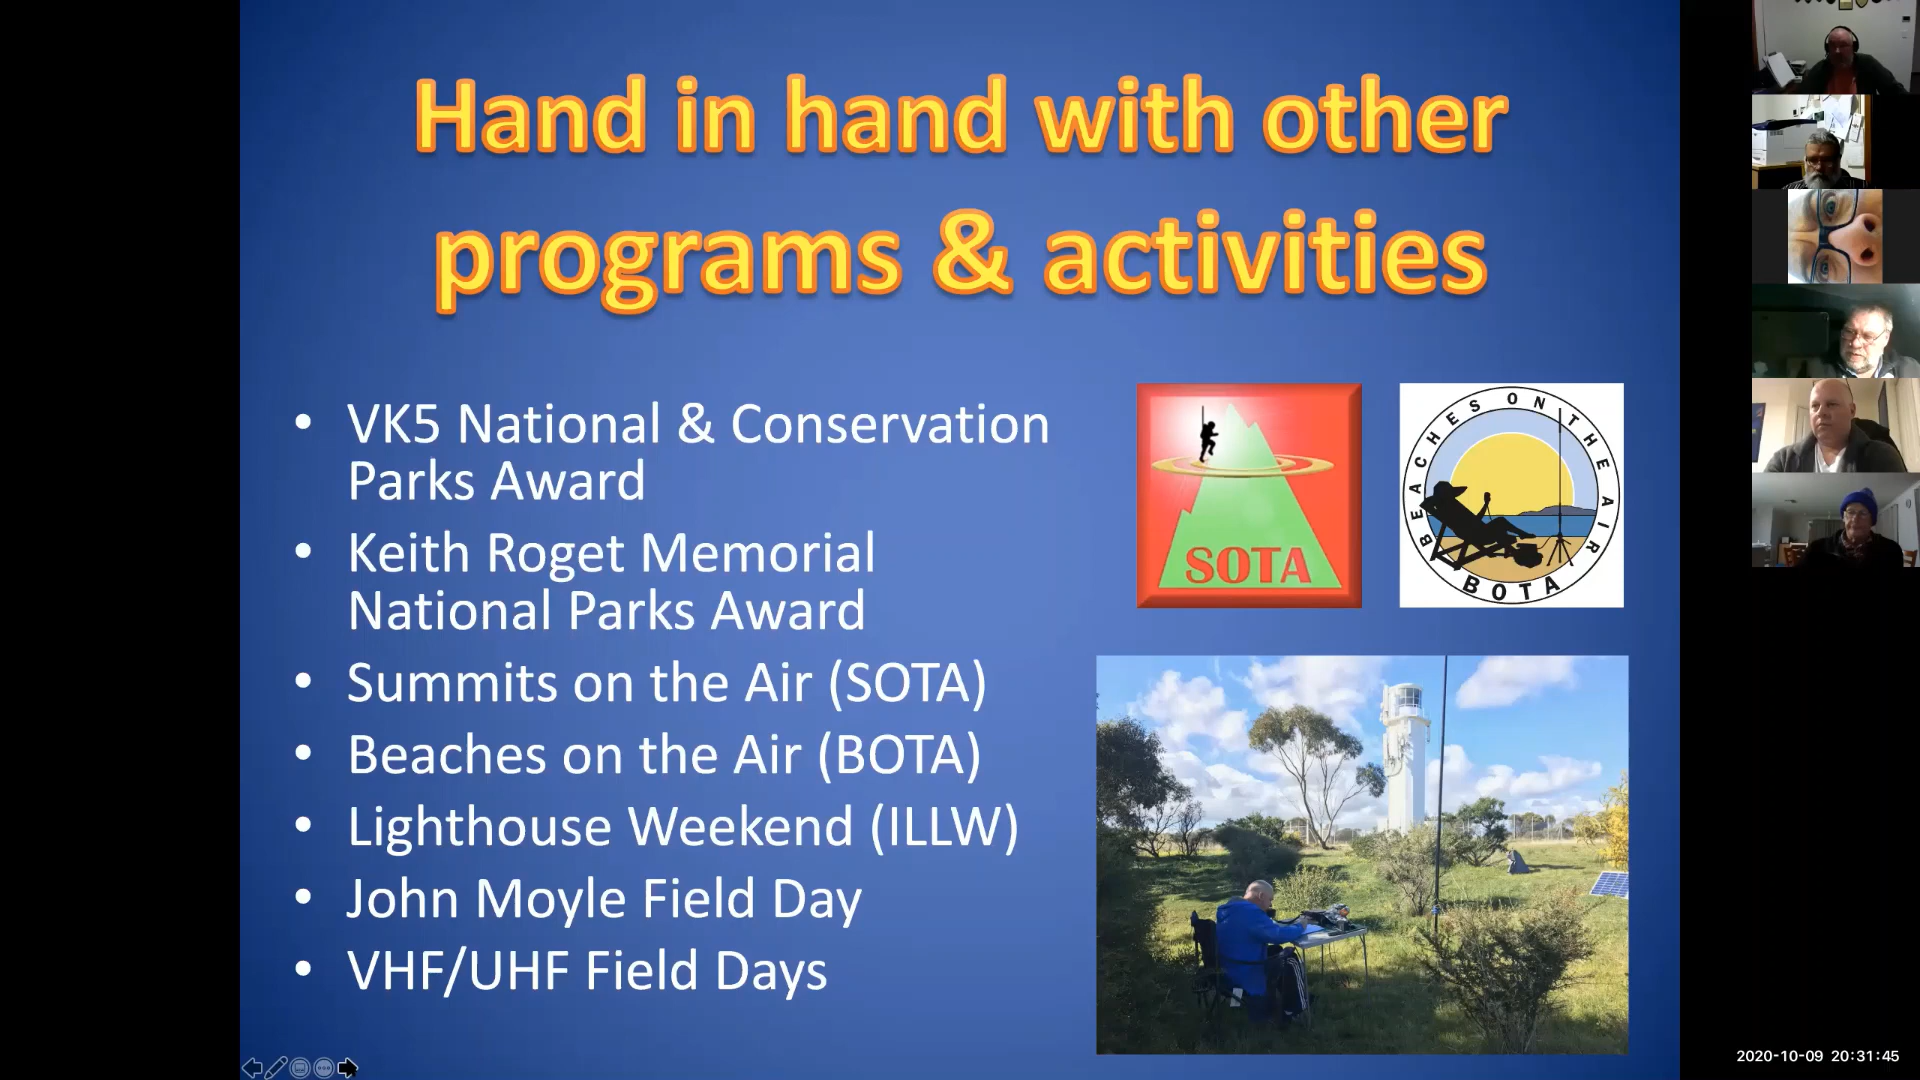 Hand in hand with other
programs & activities
• VK5 National & Conservation
Parks Award
• Keith Roget Memorial
National Parks Award
• Summits on the Air (SOTA)
• Beaches on the Air (BOTA)
• Lighthouse Weekend (ILLW)
• John Moyle Field Day
• VHF/UHF Field Days
SOTA
BEACHES ON THE AIR
BOTA
2020-10-09 20:31:45